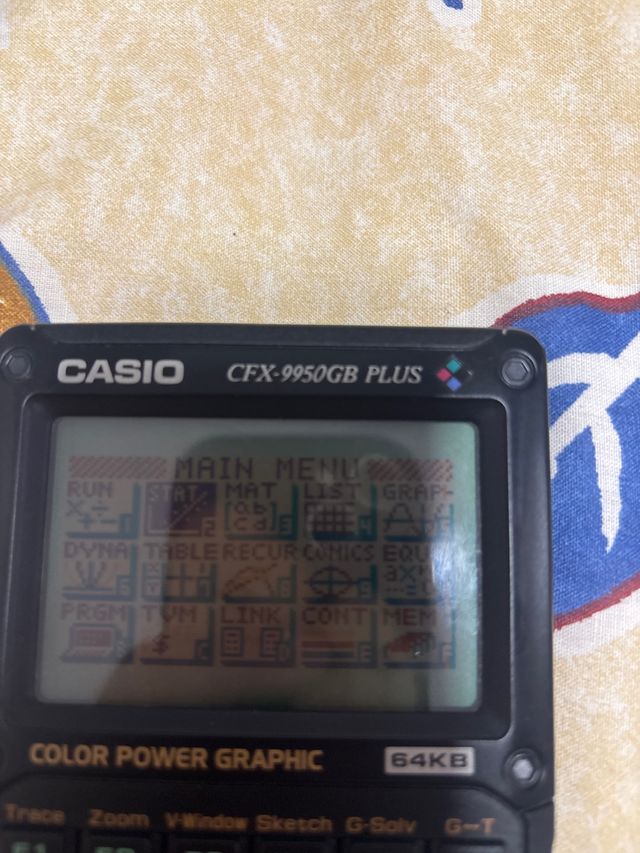 CASIO CFX-9950GB PLUS
MAIN MENU
RUN STAT MAT LIST GRAPH
DYNA TABLE RECUR CONICS EQUA
PRGM TVM LINK CONT MEM
COLOR POWER GRAPHIC 64KB
Trace Zoom V-Window Sketch G-Solv G↔T
F1